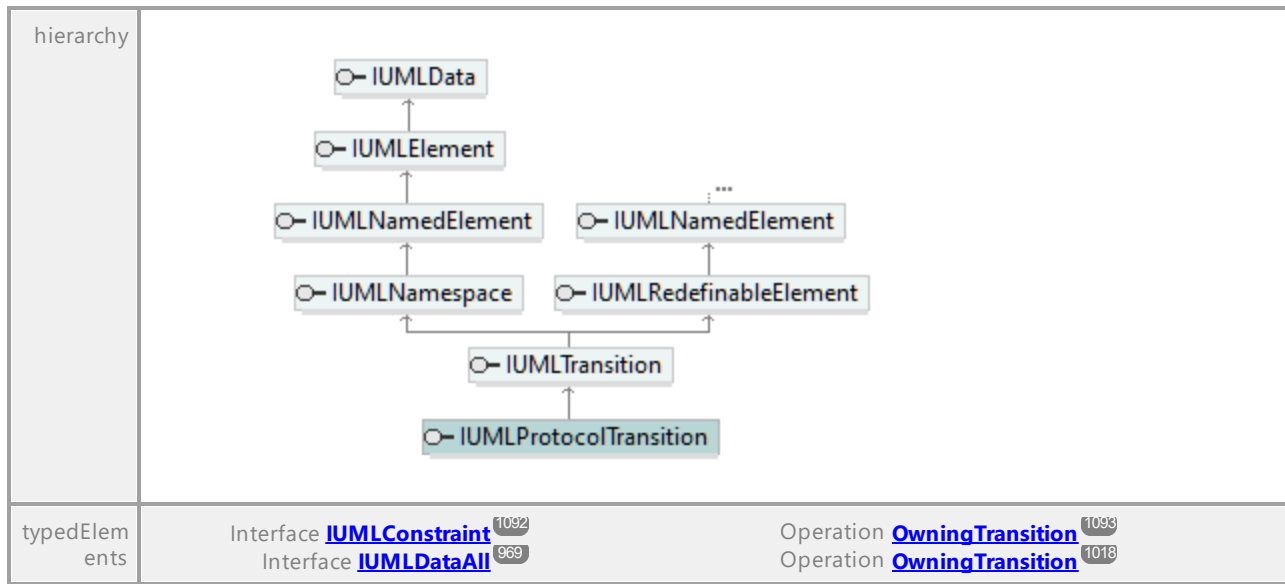 hierarchy
IUMLData
IUMLElement
...
IUMLNamedElement IUMLNamedElement
IUMLNamespace IUMLRedefinableElement
IUMLTransition
IUMLProtocolTransition
typedElem
ents
Interface IUMLConstraint 1092 Operation OwningTransition 1093
Interface IUMLDataAll 969 Operation OwningTransition 1018